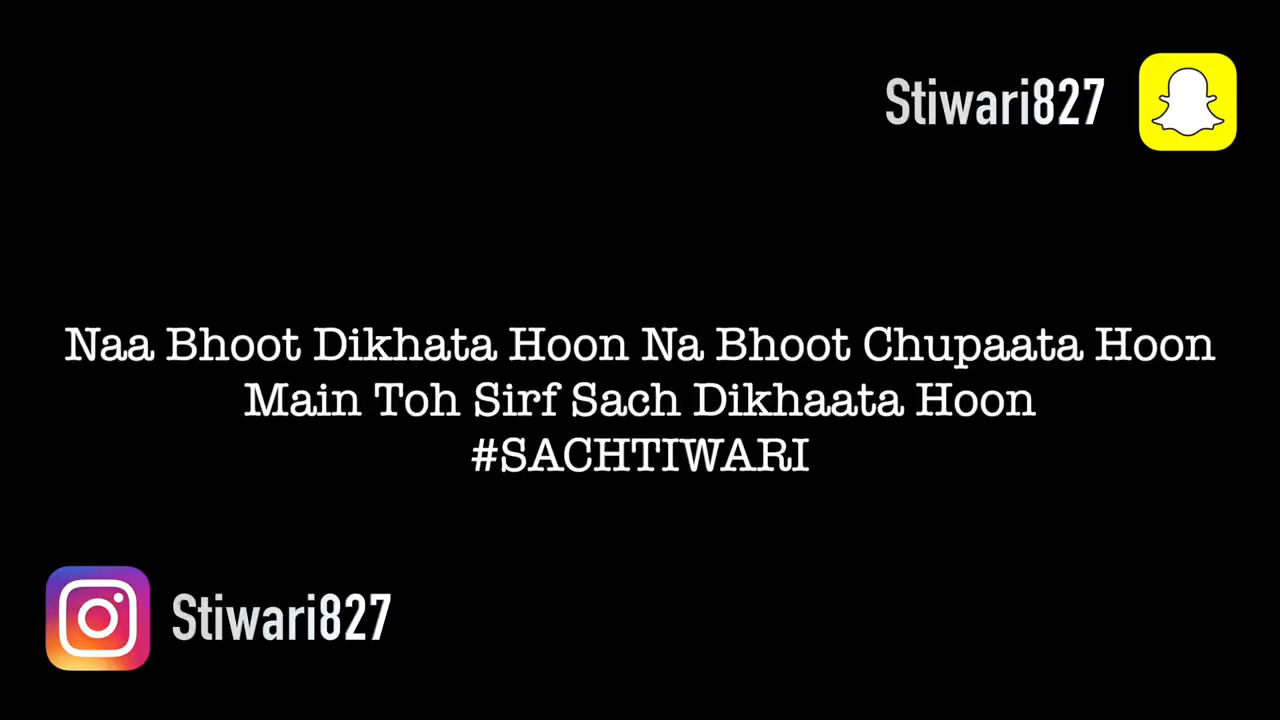 Stiwari827
Naa Bhoot Dikhata Hoon Na Bhoot Chupaata Hoon
Main Toh Sirf Sach Dikhaata Hoon
#SACHTIWARI
Stiwari827